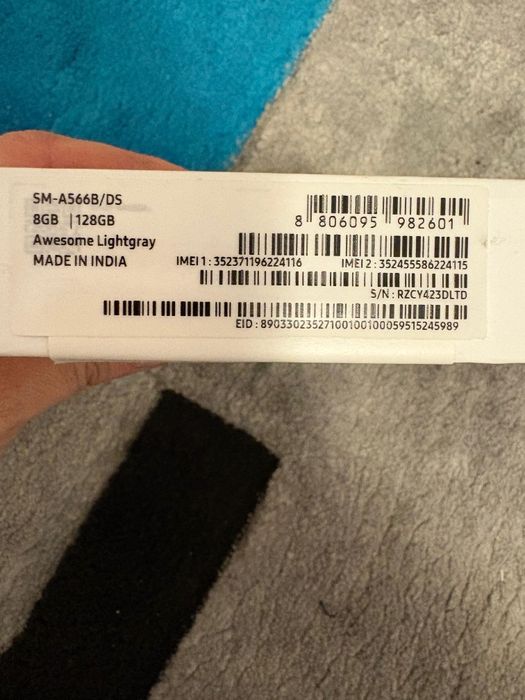 SM-A566B/DS
8GB | 128GB
Awesome Lightgray
MADE IN INDIA
8 806095 982601
IMEI 1 : 352371196224116
IMEI 2 : 352455586224115
S/N : RZCY423DLTD
EID : 89033023527100100100059515245989